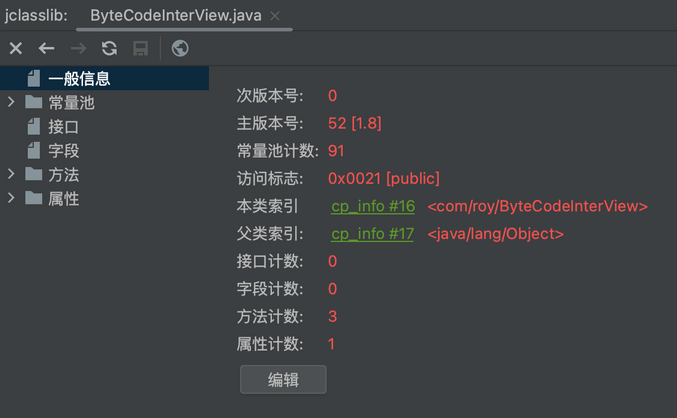 jclasslib: ByteCodeInterView.java
一般信息
常量池
接口
字段
方法
属性
次版本号: 0
主版本号: 52 [1.8]
常量池计数: 91
访问标志: 0x0021 [public]
本类索引 cp_info #16 <com/roy/ByteCodeInterView>
父类索引: cp_info #17 <java/lang/Object>
接口计数: 0
字段计数: 0
方法计数: 3
属性计数: 1
编辑